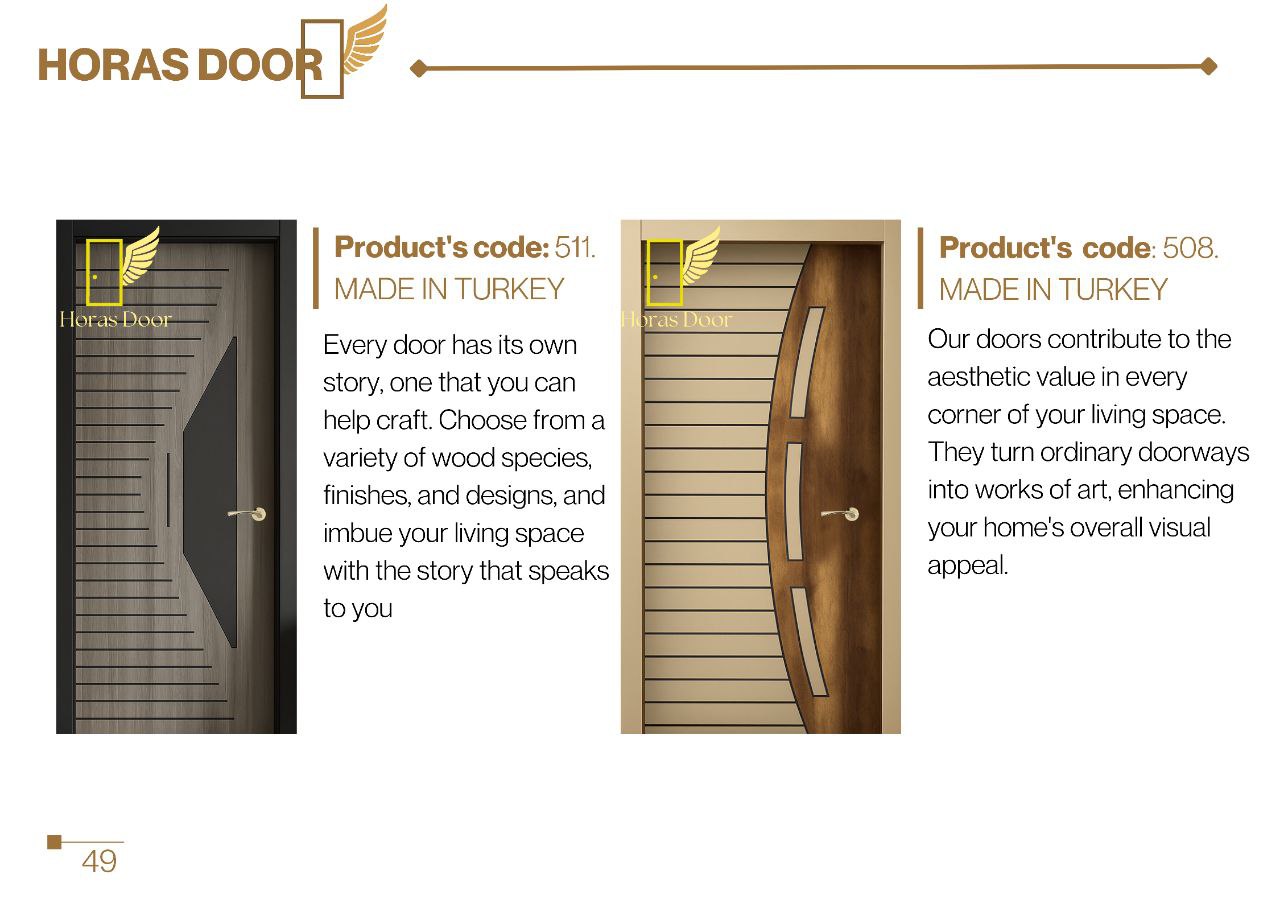 HORAS DOOR
Horas Door
Product's code: 511.
MADE IN TURKEY
Every door has its own
story, one that you can
help craft. Choose from a
variety of wood species,
finishes, and designs, and
imbue your living space
with the story that speaks
to you
Horas Door
Product's code: 508.
MADE IN TURKEY
Our doors contribute to the
aesthetic value in every
corner of your living space.
They turn ordinary doorways
into works of art, enhancing
your home's overall visual
appeal.
49